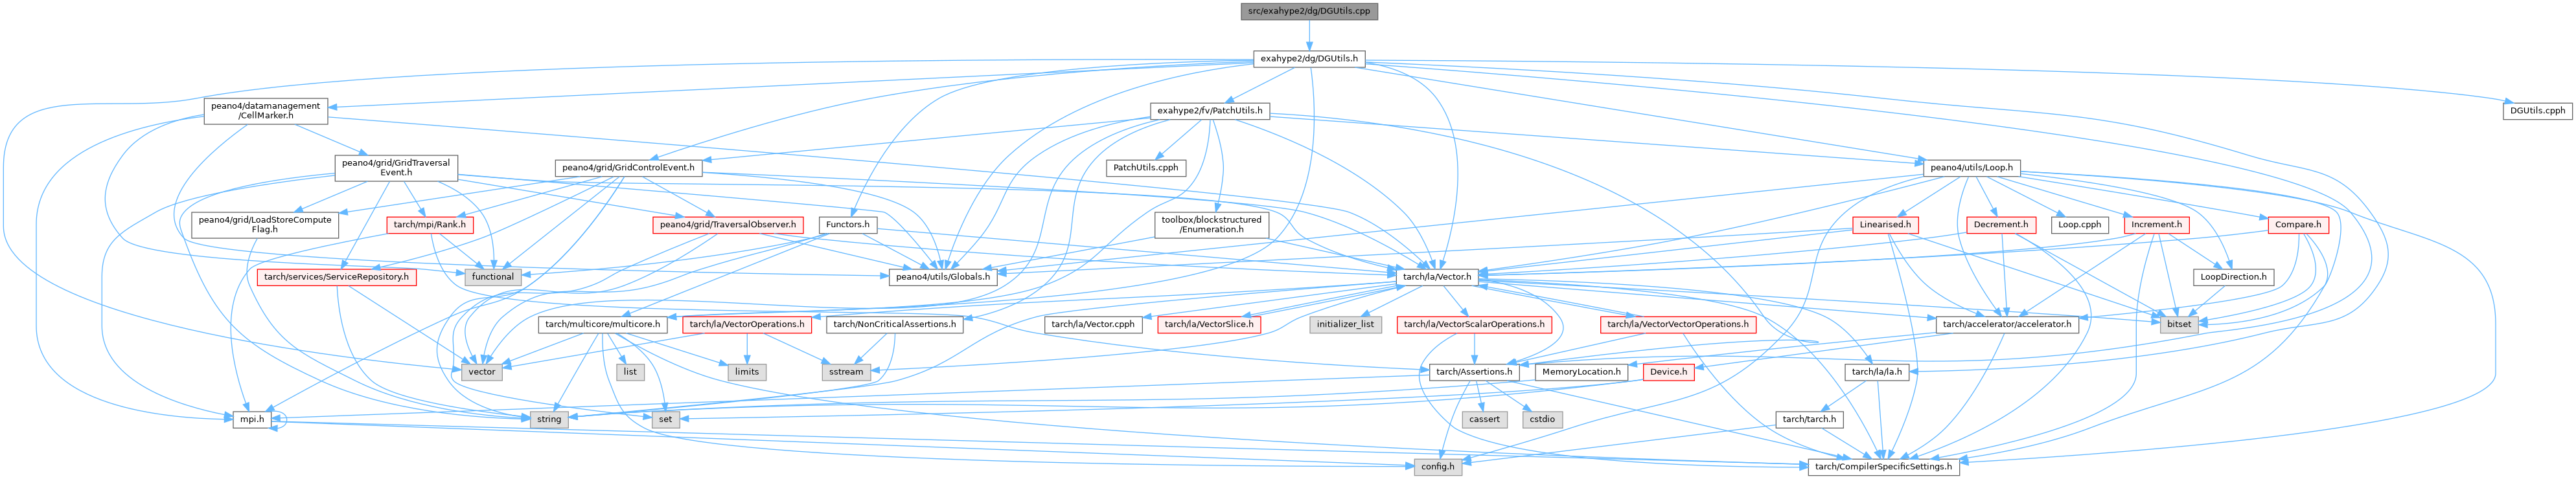 src/exahype2/dg/DGUtils.cpp
exahype2/dg/DGUtils.h
peano4/datamanagement
/CellMarker.h
exahype2/fv/PatchUtils.h
DGUtils.cpph
peano4/grid/GridTraversal
Event.h
peano4/grid/GridControlEvent.h
PatchUtils.cpph
peano4/utils/Loop.h
peano4/grid/LoadStoreCompute
Flag.h
tarch/mpi/Rank.h
peano4/grid/TraversalObserver.h
Functors.h
toolbox/blockstructured
/Enumeration.h
Linearised.h
Decrement.h
Loop.cpph
Increment.h
Compare.h
tarch/services/ServiceRepository.h
functional
peano4/utils/Globals.h
tarch/la/Vector.h
LoopDirection.h
tarch/multicore/multicore.h
tarch/la/VectorOperations.h
tarch/NonCriticalAssertions.h
tarch/la/Vector.cpph
tarch/la/VectorSlice.h
initializer_list
tarch/la/VectorScalarOperations.h
tarch/la/VectorVectorOperations.h
tarch/accelerator/accelerator.h
bitset
vector
list
limits
sstream
tarch/Assertions.h
MemoryLocation.h
Device.h
tarch/la/la.h
mpi.h
string
set
cassert
cstdio
tarch/tarch.h
config.h
tarch/CompilerSpecificSettings.h